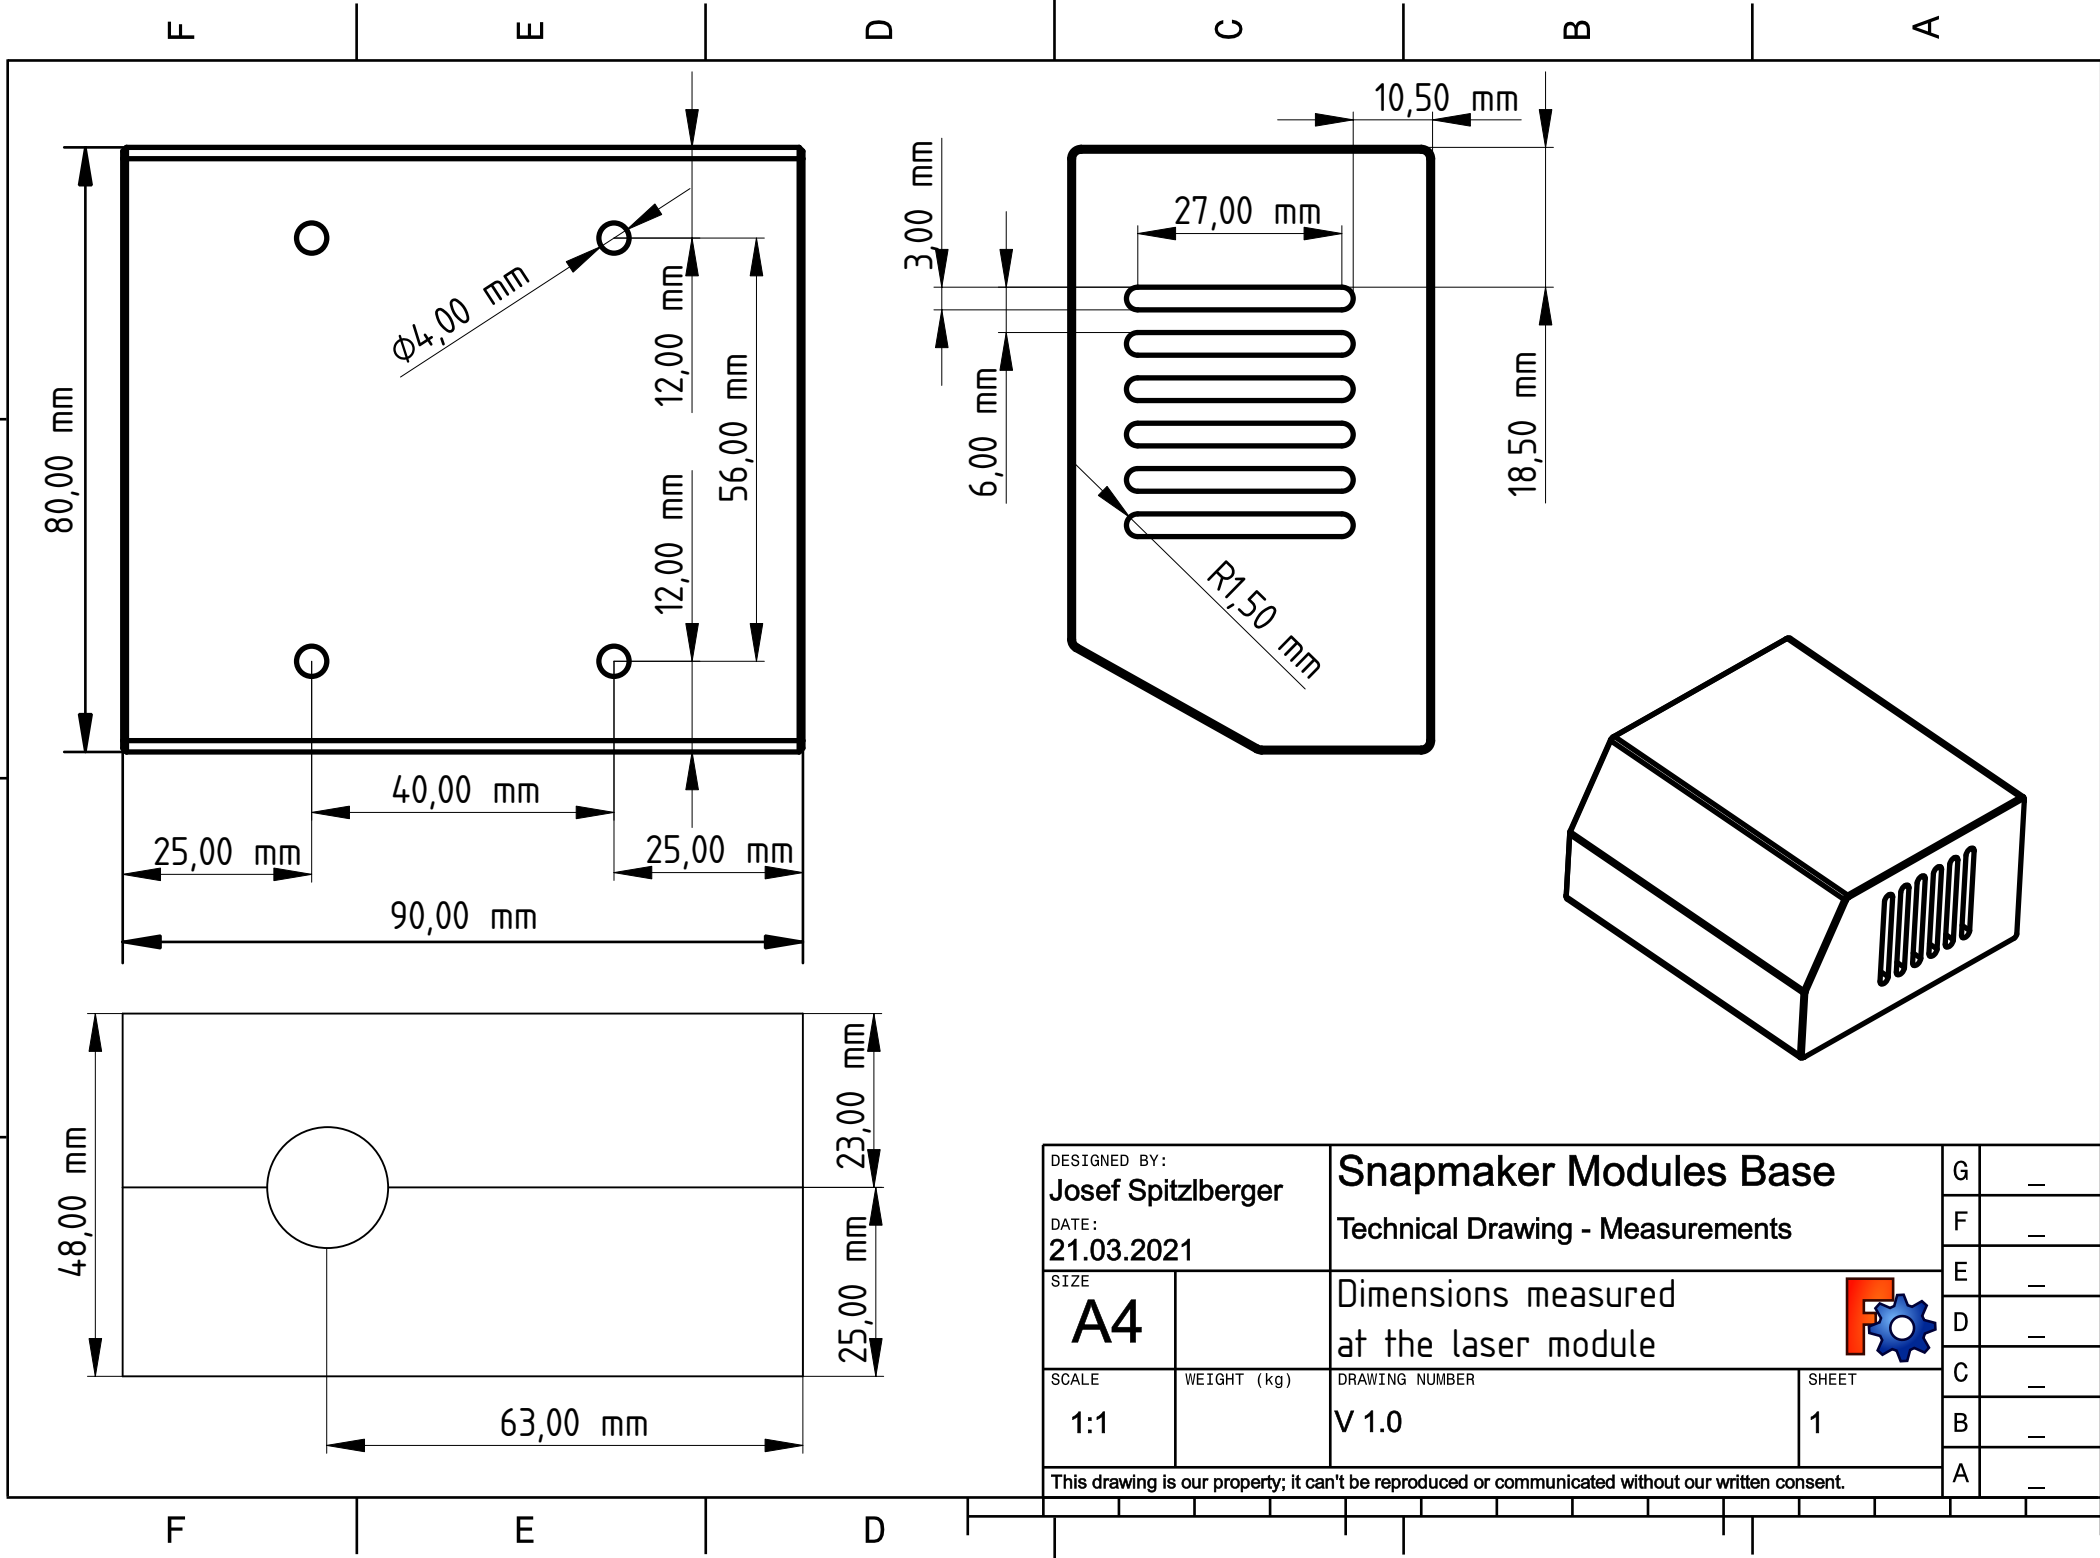 F E D C B A
10,50 mm
3,00 mm
27,00 mm
Φ4,00 mm
12,00 mm
56,00 mm
80,00 mm
6,00 mm
18,50 mm
12,00 mm
R1,50 mm
40,00 mm
25,00 mm
25,00 mm
90,00 mm
23,00 mm
48,00 mm
25,00 mm
63,00 mm
DESIGNED BY:
Josef Spitzlberger
DATE:
21.03.2021
Snapmaker Modules Base
Technical Drawing - Measurements
SIZE
A4
Dimensions measured
at the laser module
F
SCALE
1:1
WEIGHT (kg)
DRAWING NUMBER
V 1.0
SHEET
1
G _
F _
E _
D _
C _
B _
A _
This drawing is our property; it can't be reproduced or communicated without our written consent.
F E D